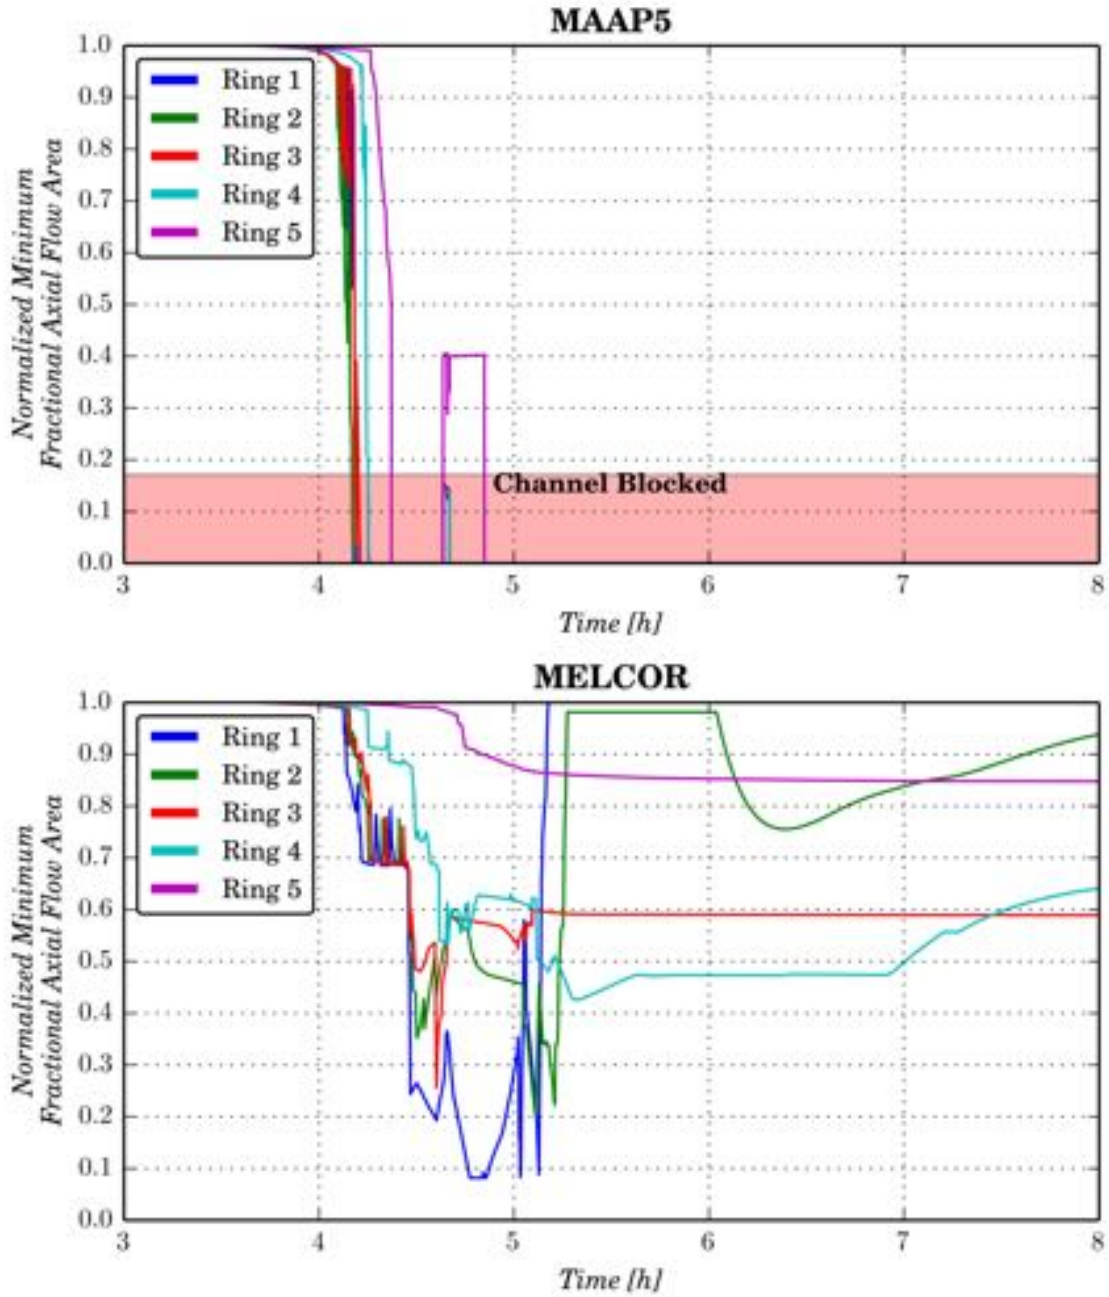 MAAP5
Normalized Minimum
Fractional Axial Flow Area
1.0
0.9
0.8
0.7
0.6
0.5
0.4
0.3
0.2
0.1
0.0
Ring 1
Ring 2
Ring 3
Ring 4
Ring 5
Channel Blocked
3 4 5 6 7 8
Time [h]
MELCOR
Normalized Minimum
Fractional Axial Flow Area
1.0
0.9
0.8
0.7
0.6
0.5
0.4
0.3
0.2
0.1
0.0
Ring 1
Ring 2
Ring 3
Ring 4
Ring 5
3 4 5 6 7 8
Time [h]